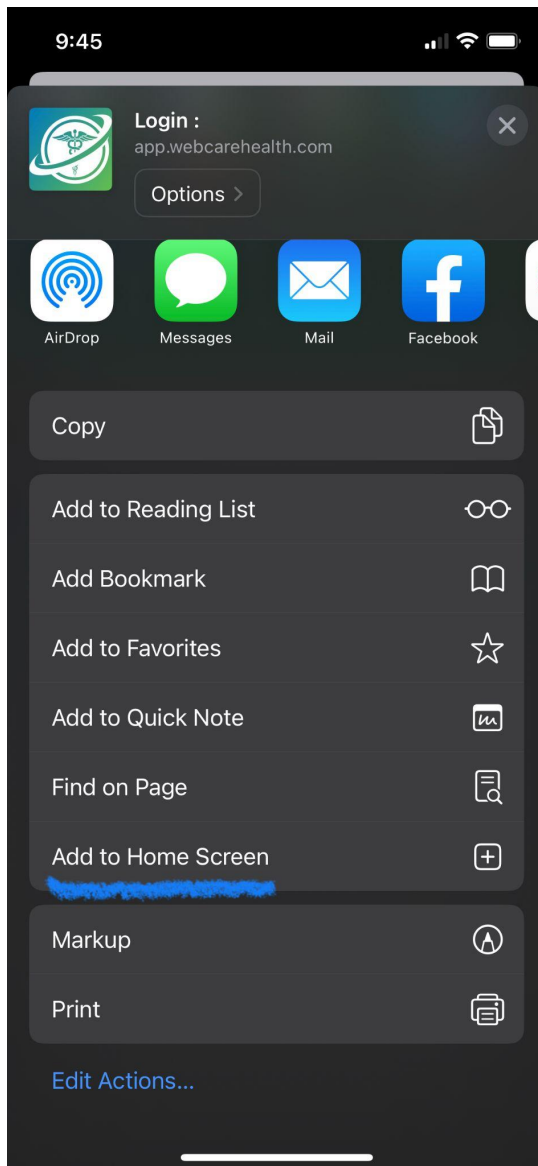 9:45
Login :
app.webcarehealth.com
Options
AirDrop
Messages
Mail
Facebook
Copy
Add to Reading List
Add Bookmark
Add to Favorites
Add to Quick Note
Find on Page
Add to Home Screen
Markup
Print
Edit Actions...